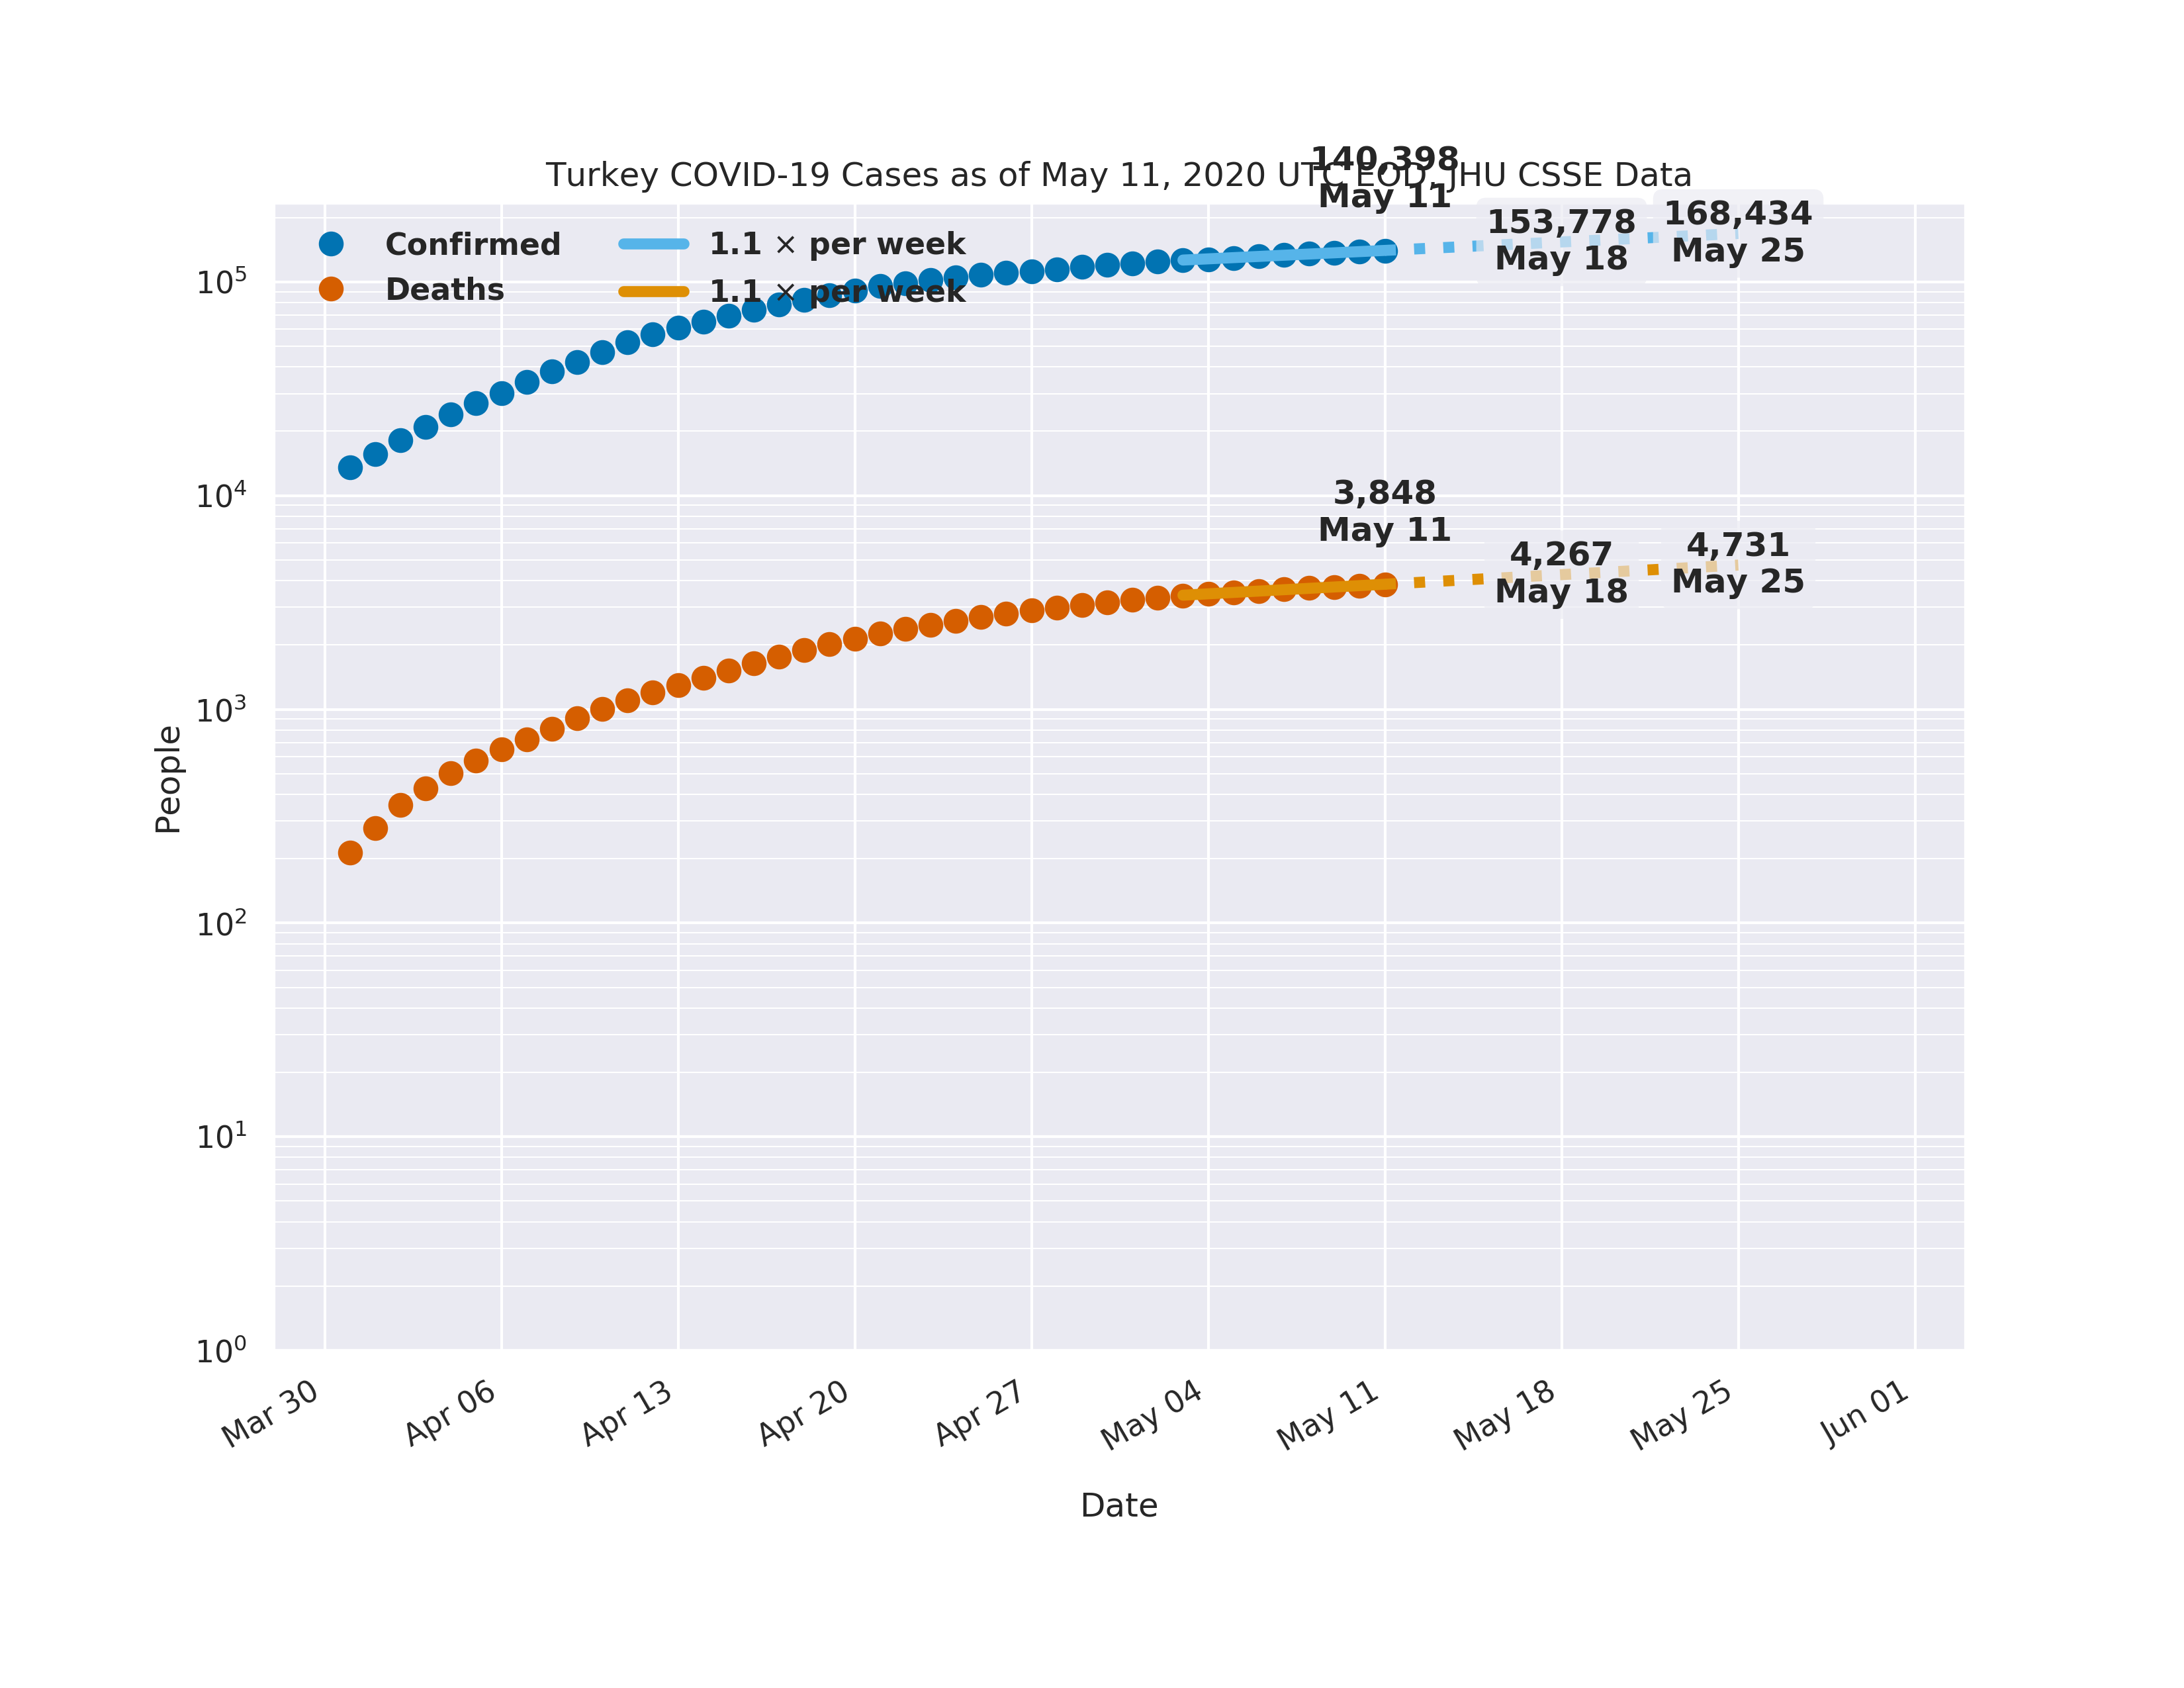 Turkey COVID-19 Cases as of May 11, 2020 UTC EOD, JHU CSSE Data
140,398
May 11
153,778
May 18
168,434
May 25
Confirmed
Deaths
1.1 × per week
1.1 × per week
3,848
May 11
4,267
May 18
4,731
May 25
People
10⁵
10⁴
10³
10²
10¹
10⁰
Mar 30
Apr 06
Apr 13
Apr 20
Apr 27
May 04
May 11
May 18
May 25
Jun 01
Date